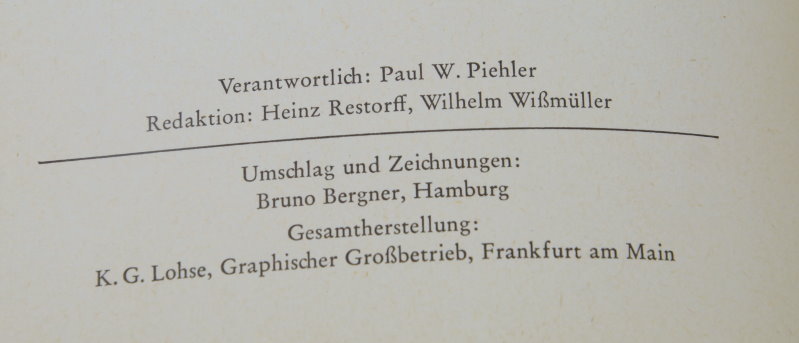 Verantwortlich: Paul W. Piehler
Redaktion: Heinz Restorff, Wilhelm Wißmüller
Umschlag und Zeichnungen:
Bruno Bergner, Hamburg
Gesamtherstellung:
K. G. Lohse, Graphischer Großbetrieb, Frankfurt am Main